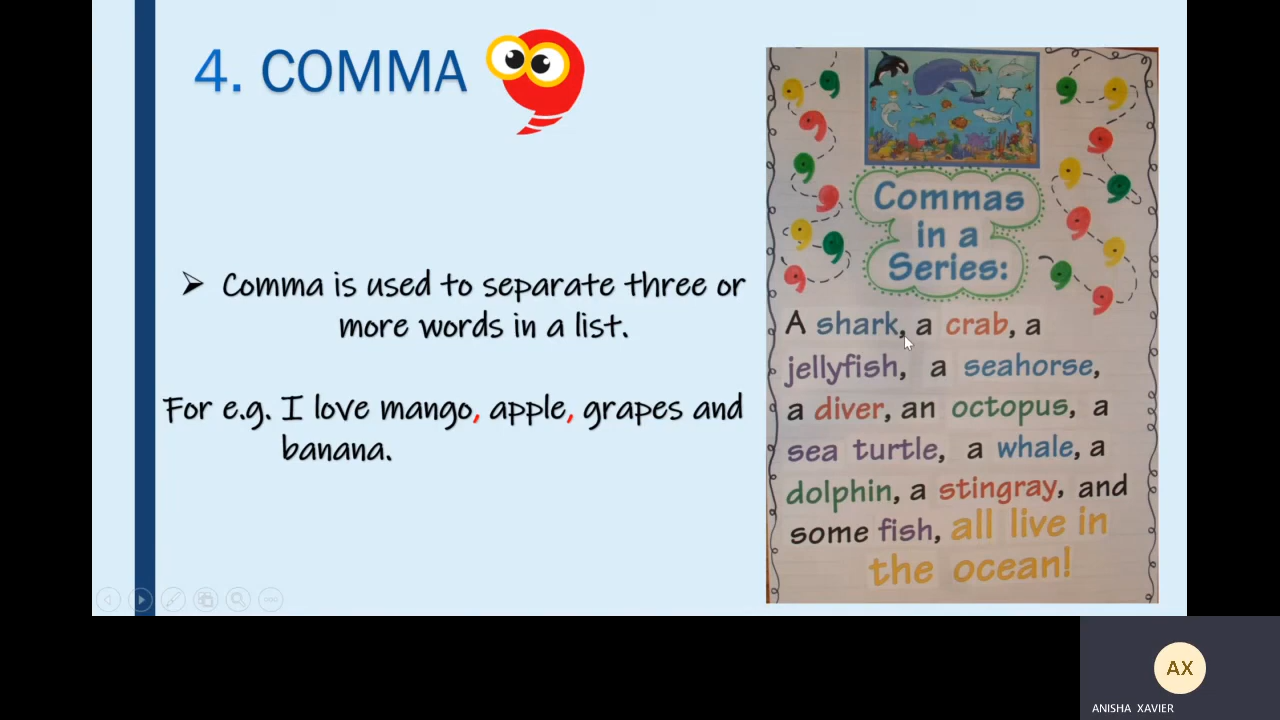 4. COMMA
Comma is used to separate three or
more words in a list.
For e.g. I love mango, apple, grapes and
banana.
Commas
in a
Series:
A shark, a crab, a
jellyfish, a seahorse,
a diver, an octopus, a
sea turtle, a whale, a
dolphin, a stingray, and
some fish, all live in
the ocean!
AX
ANISHA XAVIER